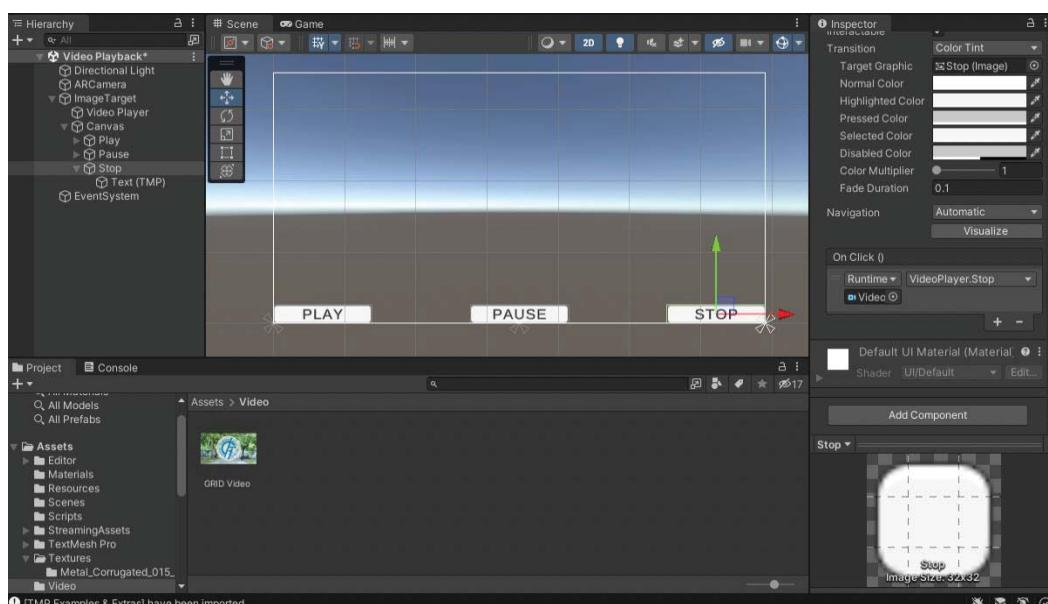 Hierarchy
All
Video Playback*
Directional Light
ARCamera
ImageTarget
Video Player
Canvas
Play
Pause
Stop
Text (TMP)
EventSystem
Scene Game
2D
PLAY PAUSE STOP
Inspector
Interactable
Transition Color Tint
Target Graphic Stop (Image)
Normal Color
Highlighted Color
Pressed Color
Selected Color
Disabled Color
Color Multiplier 1
Fade Duration 0.1
Navigation Automatic
Visualize
On Click ()
Runtime VideoPlayer.Stop
Video
+ -
Default UI Material (Material)
Shader UI/Default Edit...
Add Component
Stop
Stop
Image Size: 32x32
Project Console
17
All Materials
All Models
All Prefabs
Assets
Editor
Materials
Resources
Scenes
Scripts
StreamingAssets
TextMesh Pro
Textures
Metal_Corrugated_015_
Video
Assets > Video
GRID Video
[TMP Examples & Extras] have been imported